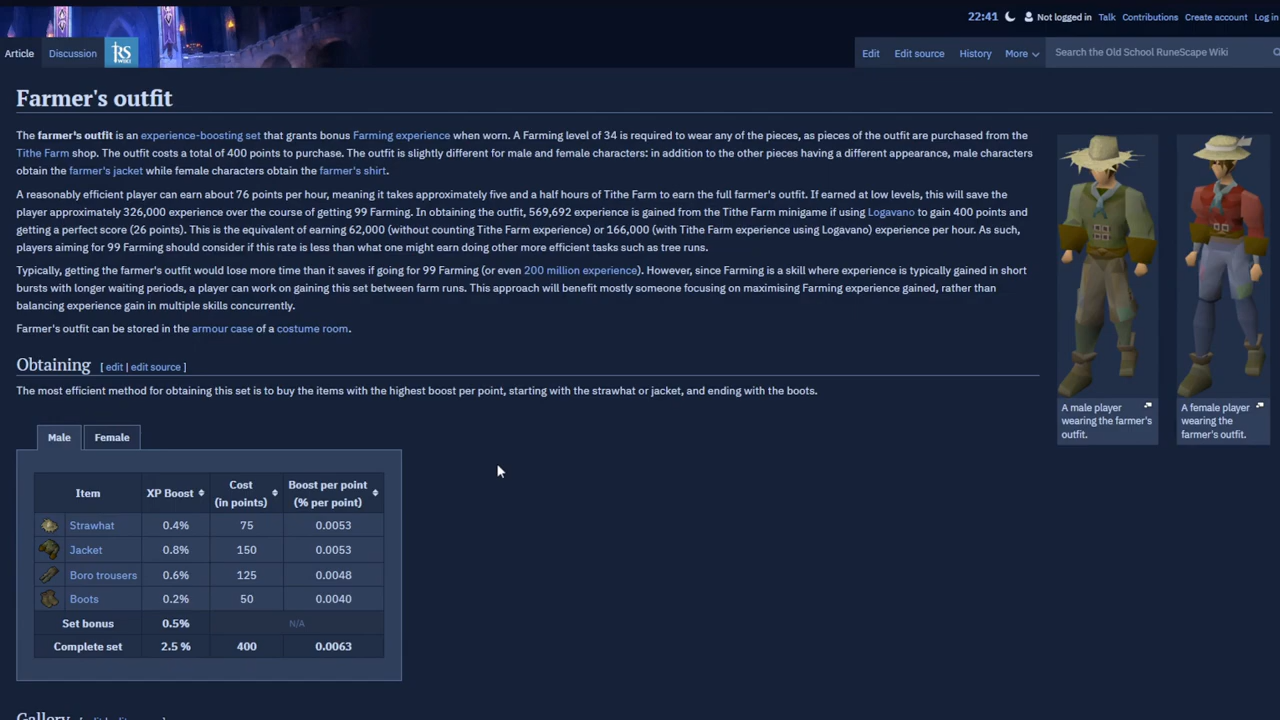 22:41 Not logged in Talk Contributions Create account Log in
Article Discussion RS WIKI Edit Edit source History More Search the Old School RuneScape Wiki
Farmer's outfit
The farmer's outfit is an experience-boosting set that grants bonus Farming experience when worn. A Farming level of 34 is required to wear any of the pieces, as pieces of the outfit are purchased from the
Tithe Farm shop. The outfit costs a total of 400 points to purchase. The outfit is slightly different for male and female characters: in addition to the other pieces having a different appearance, male characters
obtain the farmer's jacket while female characters obtain the farmer's shirt.
A reasonably efficient player can earn about 76 points per hour, meaning it takes approximately five and a half hours of Tithe Farm to earn the full farmer's outfit. If earned at low levels, this will save the
player approximately 326,000 experience over the course of getting 99 Farming. In obtaining the outfit, 569,692 experience is gained from the Tithe Farm minigame if using Logavano to gain 400 points and
getting a perfect score (26 points). This is the equivalent of earning 62,000 (without counting Tithe Farm experience) or 166,000 (with Tithe Farm experience using Logavano) experience per hour. As such,
players aiming for 99 Farming should consider if this rate is less than what one might earn doing other more efficient tasks such as tree runs.
Typically, getting the farmer's outfit would lose more time than it saves if going for 99 Farming (or even 200 million experience). However, since Farming is a skill where experience is typically gained in short
bursts with longer waiting periods, a player can work on gaining this set between farm runs. This approach will benefit mostly someone focusing on maximising Farming experience gained, rather than
balancing experience gain in multiple skills concurrently.
Farmer's outfit can be stored in the armour case of a costume room.
A male player
wearing the farmer's
outfit.
A female player
wearing the
farmer's outfit.
Obtaining [ edit | edit source ]
The most efficient method for obtaining this set is to buy the items with the highest boost per point, starting with the strawhat or jacket, and ending with the boots.
Male Female
Item XP Boost Cost (in points) Boost per point (% per point)
Strawhat 0.4% 75 0.0053
Jacket 0.8% 150 0.0053
Boro trousers 0.6% 125 0.0048
Boots 0.2% 50 0.0040
Set bonus 0.5% N/A
Complete set 2.5 % 400 0.0063
Gallery [ edit | edit source ]